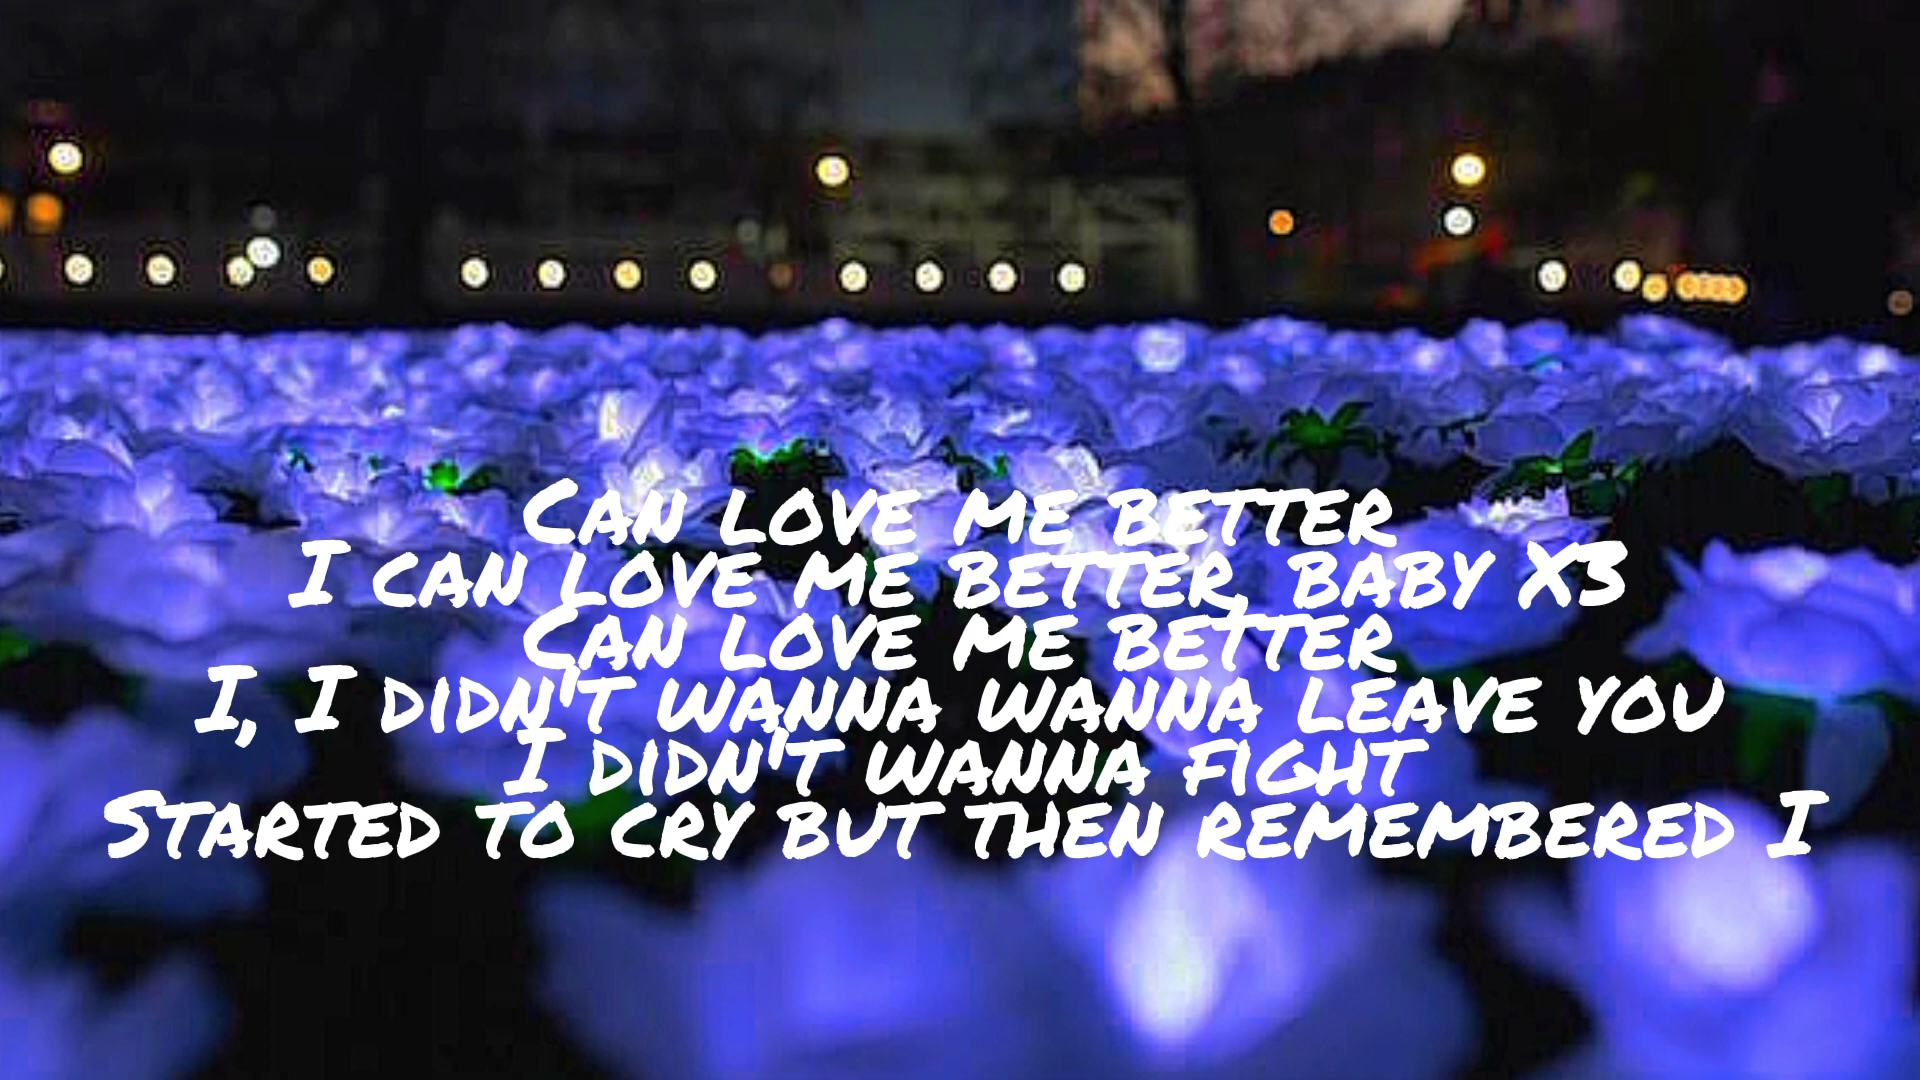 Can love me better
I can love me better, baby X3
Can love me better
I, I didn't wanna wanna leave you
I didn't wanna fight
Started to cry but then remembered I